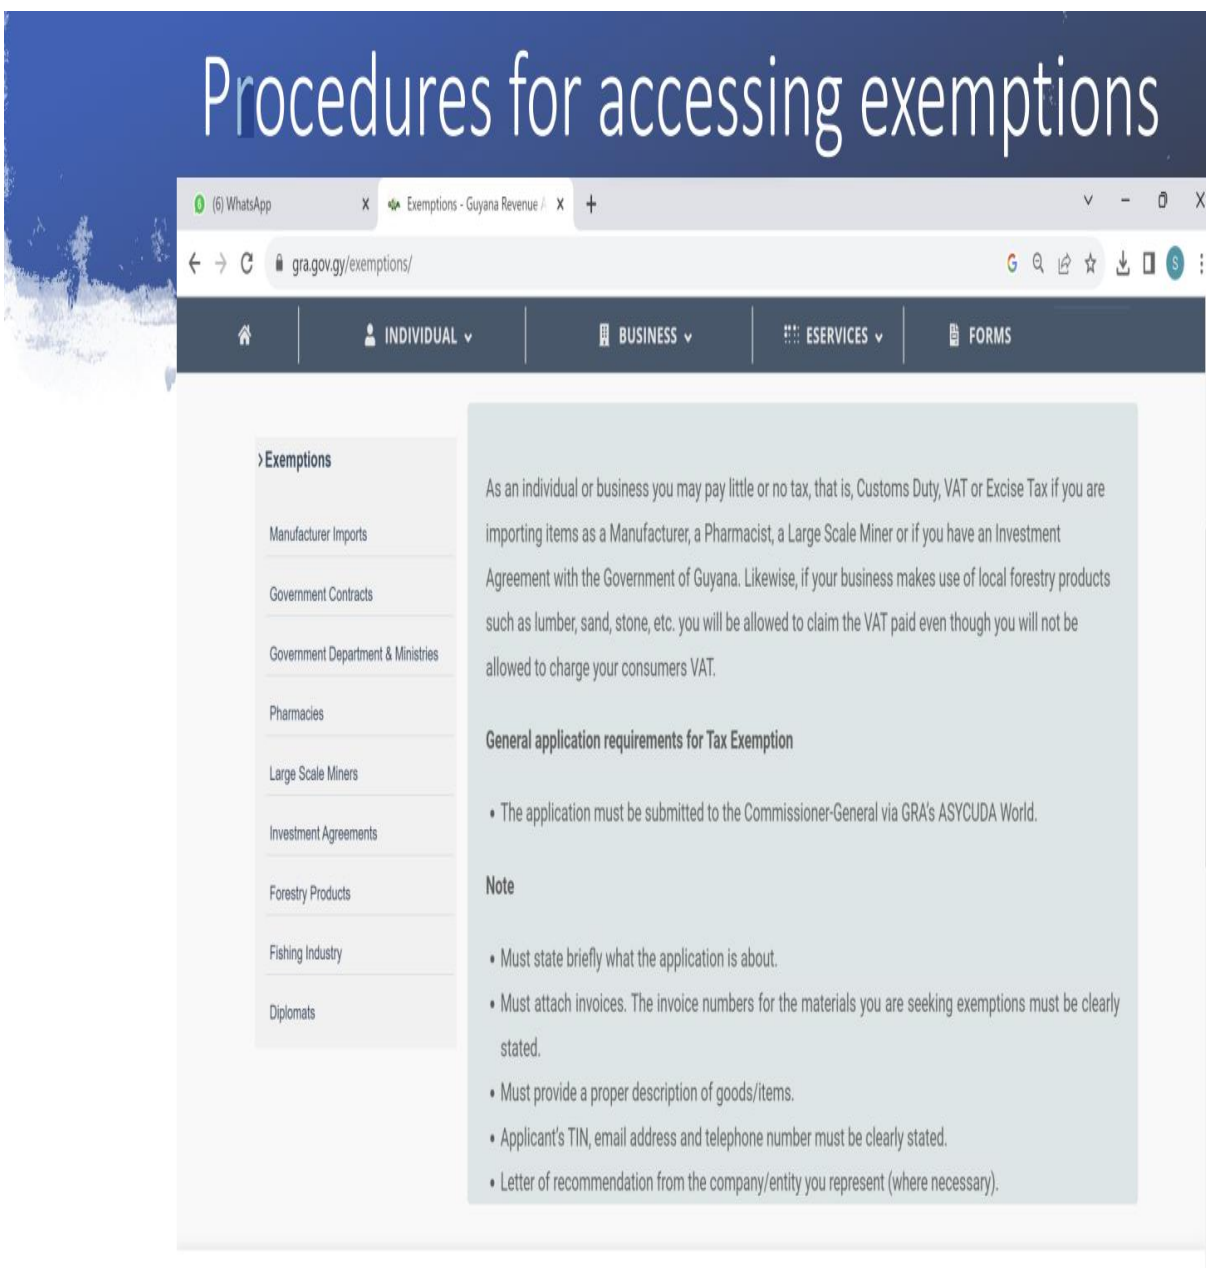 Procedures for accessing exemptions
(6) WhatsApp
Exemptions - Guyana Revenue
gra.gov.gy/exemptions/
INDIVIDUAL
BUSINESS
ESERVICES
FORMS
>Exemptions
Manufacturer Imports
Government Contracts
Government Department & Ministries
Pharmacies
Large Scale Miners
Investment Agreements
Forestry Products
Fishing Industry
Diplomats
As an individual or business you may pay little or no tax, that is, Customs Duty, VAT or Excise Tax if you are
importing items as a Manufacturer, a Pharmacist, a Large Scale Miner or if you have an Investment
Agreement with the Government of Guyana. Likewise, if your business makes use of local forestry products
such as lumber, sand, stone, etc. you will be allowed to claim the VAT paid even though you will not be
allowed to charge your consumers VAT.
General application requirements for Tax Exemption
• The application must be submitted to the Commissioner-General via GRA's ASYCUDA World.
Note
• Must state briefly what the application is about.
• Must attach invoices. The invoice numbers for the materials you are seeking exemptions must be clearly
stated.
• Must provide a proper description of goods/items.
• Applicant's TIN, email address and telephone number must be clearly stated.
• Letter of recommendation from the company/entity you represent (where necessary).